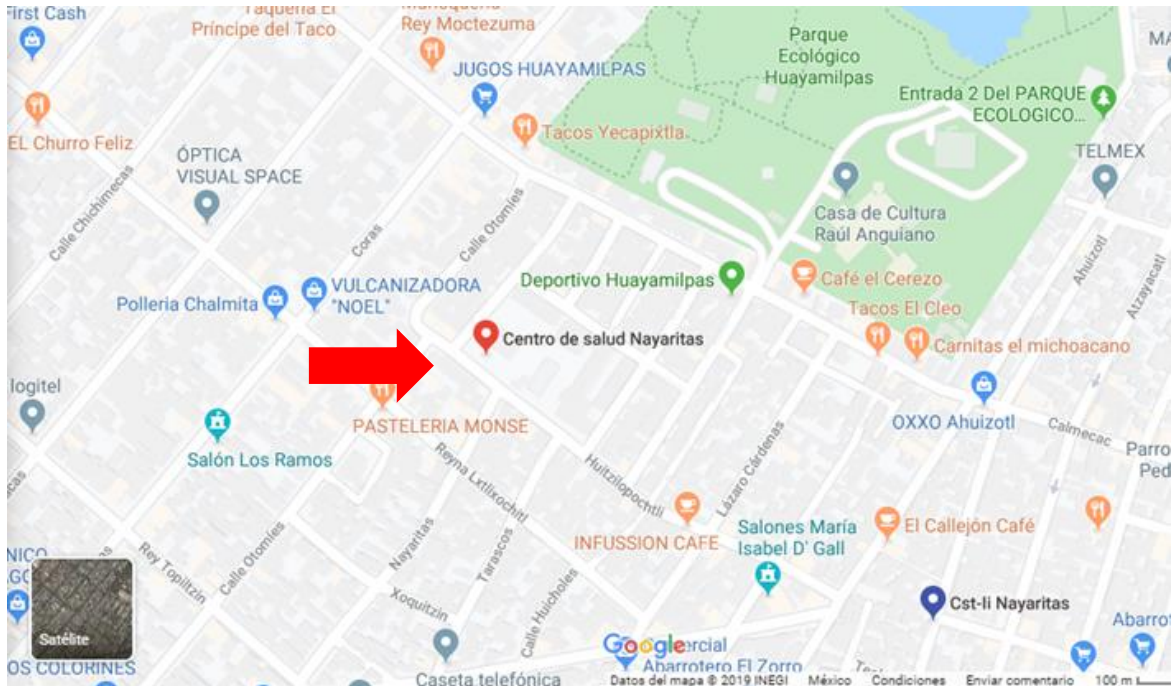 First Cash
Taquería El
Príncipe del Taco
Rey Moctezuma
JUGOS HUAYAMILPAS
Parque
Ecológico
Huayamilpas
Entrada 2 Del PARQUE
ECOLOGICO...
EL Churro Feliz
Tacos Yecapixtla
TELMEX
ÓPTICA
VISUAL SPACE
Calle Chichimecas
Coras
Calle Otomíes
Casa de Cultura
Raúl Anguiano
Ahuizotl
Atzayacatl
Polleria Chalmita
VULCANIZADORA
"NOEL"
Deportivo Huayamilpas
Café el Cerezo
Tacos El Cleo
Centro de salud Nayaritas
Carnitas el michoacano
logitel
PASTELERIA MONSE
OXXO Ahuizotl
Calmecac
Salón Los Ramos
Parro
Ped
Reyna Lxtlixochitl
Huitzilopochtli
Lázaro Cárdenas
INFUSSION CAFE
Salones María
Isabel D' Gall
El Callejón Café
Rey Topiltzin
Calle Otomíes
Nayaritas
Tarascos
Xoquitzin
Calle Huicholes
Cst-Ii Nayaritas
Abarrot
Satélite
OS COLORINES
Caseta telefónica
Google
ercial
Abarrotero El Zorro
Datos del mapa © 2019 INEGI
México
Condiciones
Enviar comentario
100 m